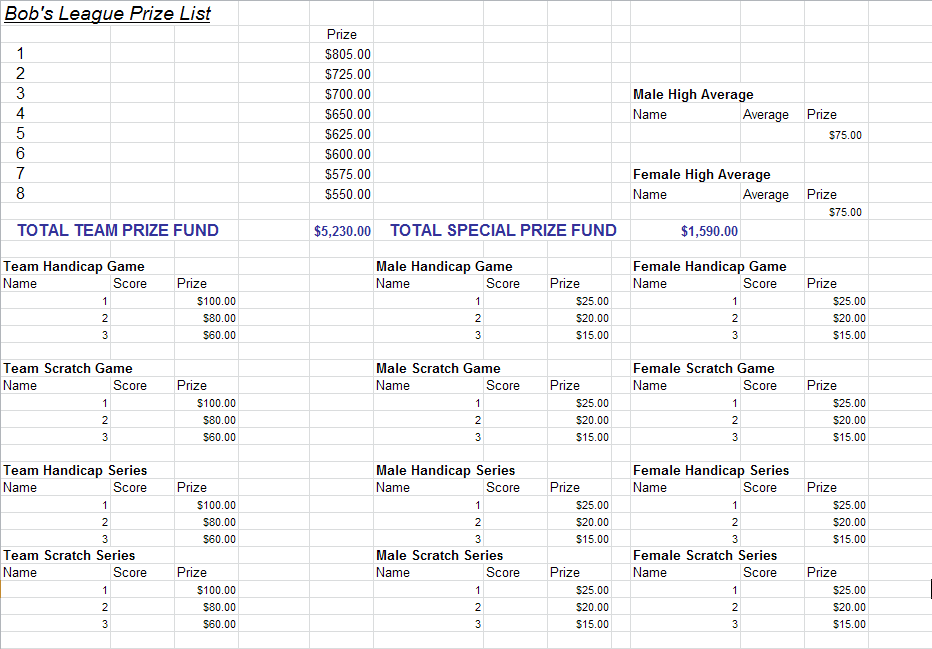 Bob's League Prize List
Prize
1 $805.00
2 $725.00
3 $700.00 Male High Average
4 $650.00 Name Average Prize
5 $625.00 $75.00
6 $600.00
7 $575.00 Female High Average
8 $550.00 Name Average Prize
$75.00
TOTAL TEAM PRIZE FUND $5,230.00 TOTAL SPECIAL PRIZE FUND $1,590.00
Team Handicap Game Male Handicap Game Female Handicap Game
Name Score Prize Name Score Prize Name Score Prize
1 $100.00 1 $25.00 1 $25.00
2 $80.00 2 $20.00 2 $20.00
3 $60.00 3 $15.00 3 $15.00
Team Scratch Game Male Scratch Game Female Scratch Game
Name Score Prize Name Score Prize Name Score Prize
1 $100.00 1 $25.00 1 $25.00
2 $80.00 2 $20.00 2 $20.00
3 $60.00 3 $15.00 3 $15.00
Team Handicap Series Male Handicap Series Female Handicap Series
Name Score Prize Name Score Prize Name Score Prize
1 $100.00 1 $25.00 1 $25.00
2 $80.00 2 $20.00 2 $20.00
3 $60.00 3 $15.00 3 $15.00
Team Scratch Series Male Scratch Series Female Scratch Series
Name Score Prize Name Score Prize Name Score Prize
1 $100.00 1 $25.00 1 $25.00
2 $80.00 2 $20.00 2 $20.00
3 $60.00 3 $15.00 3 $15.00